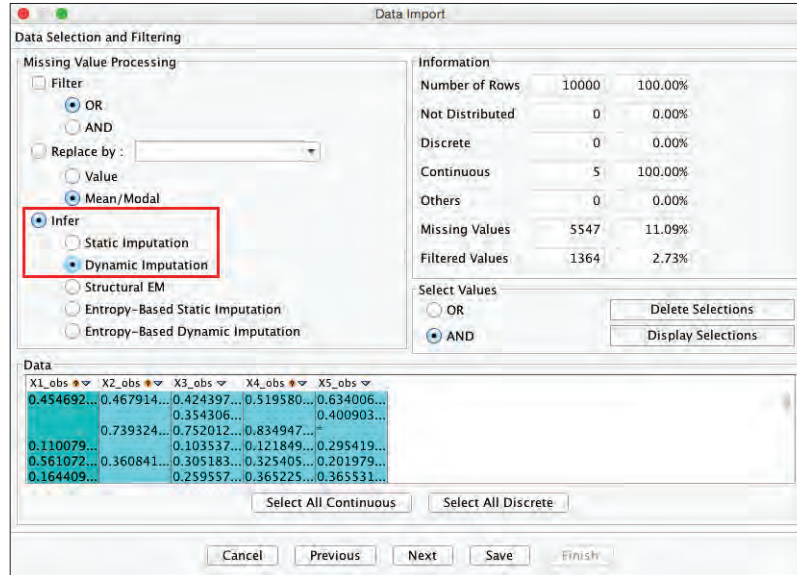 Data Import
Data Selection and Filtering
Missing Value Processing
Filter
OR
AND
Replace by :
Value
Mean/Modal
Infer
Static Imputation
Dynamic Imputation
Structural EM
Entropy-Based Static Imputation
Entropy-Based Dynamic Imputation
Information
Number of Rows 10000 100.00%
Not Distributed 0 0.00%
Discrete 0 0.00%
Continuous 5 100.00%
Others 0 0.00%
Missing Values 5547 11.09%
Filtered Values 1364 2.73%
Select Values
OR
AND
Delete Selections
Display Selections
Data
X1_obs X2_obs X3_obs X4_obs X5_obs
0.454692... 0.467914... 0.424397... 0.519580... 0.634006...
0.354306... 0.400903...
0.739324... 0.752012... 0.834947... *
0.110079... 0.103537... 0.121849... 0.295419...
0.561072... 0.360841... 0.305183... 0.325405... 0.201979...
0.164409... 0.259557... 0.365225... 0.365531...
Select All Continuous Select All Discrete
Cancel Previous Next Save Finish